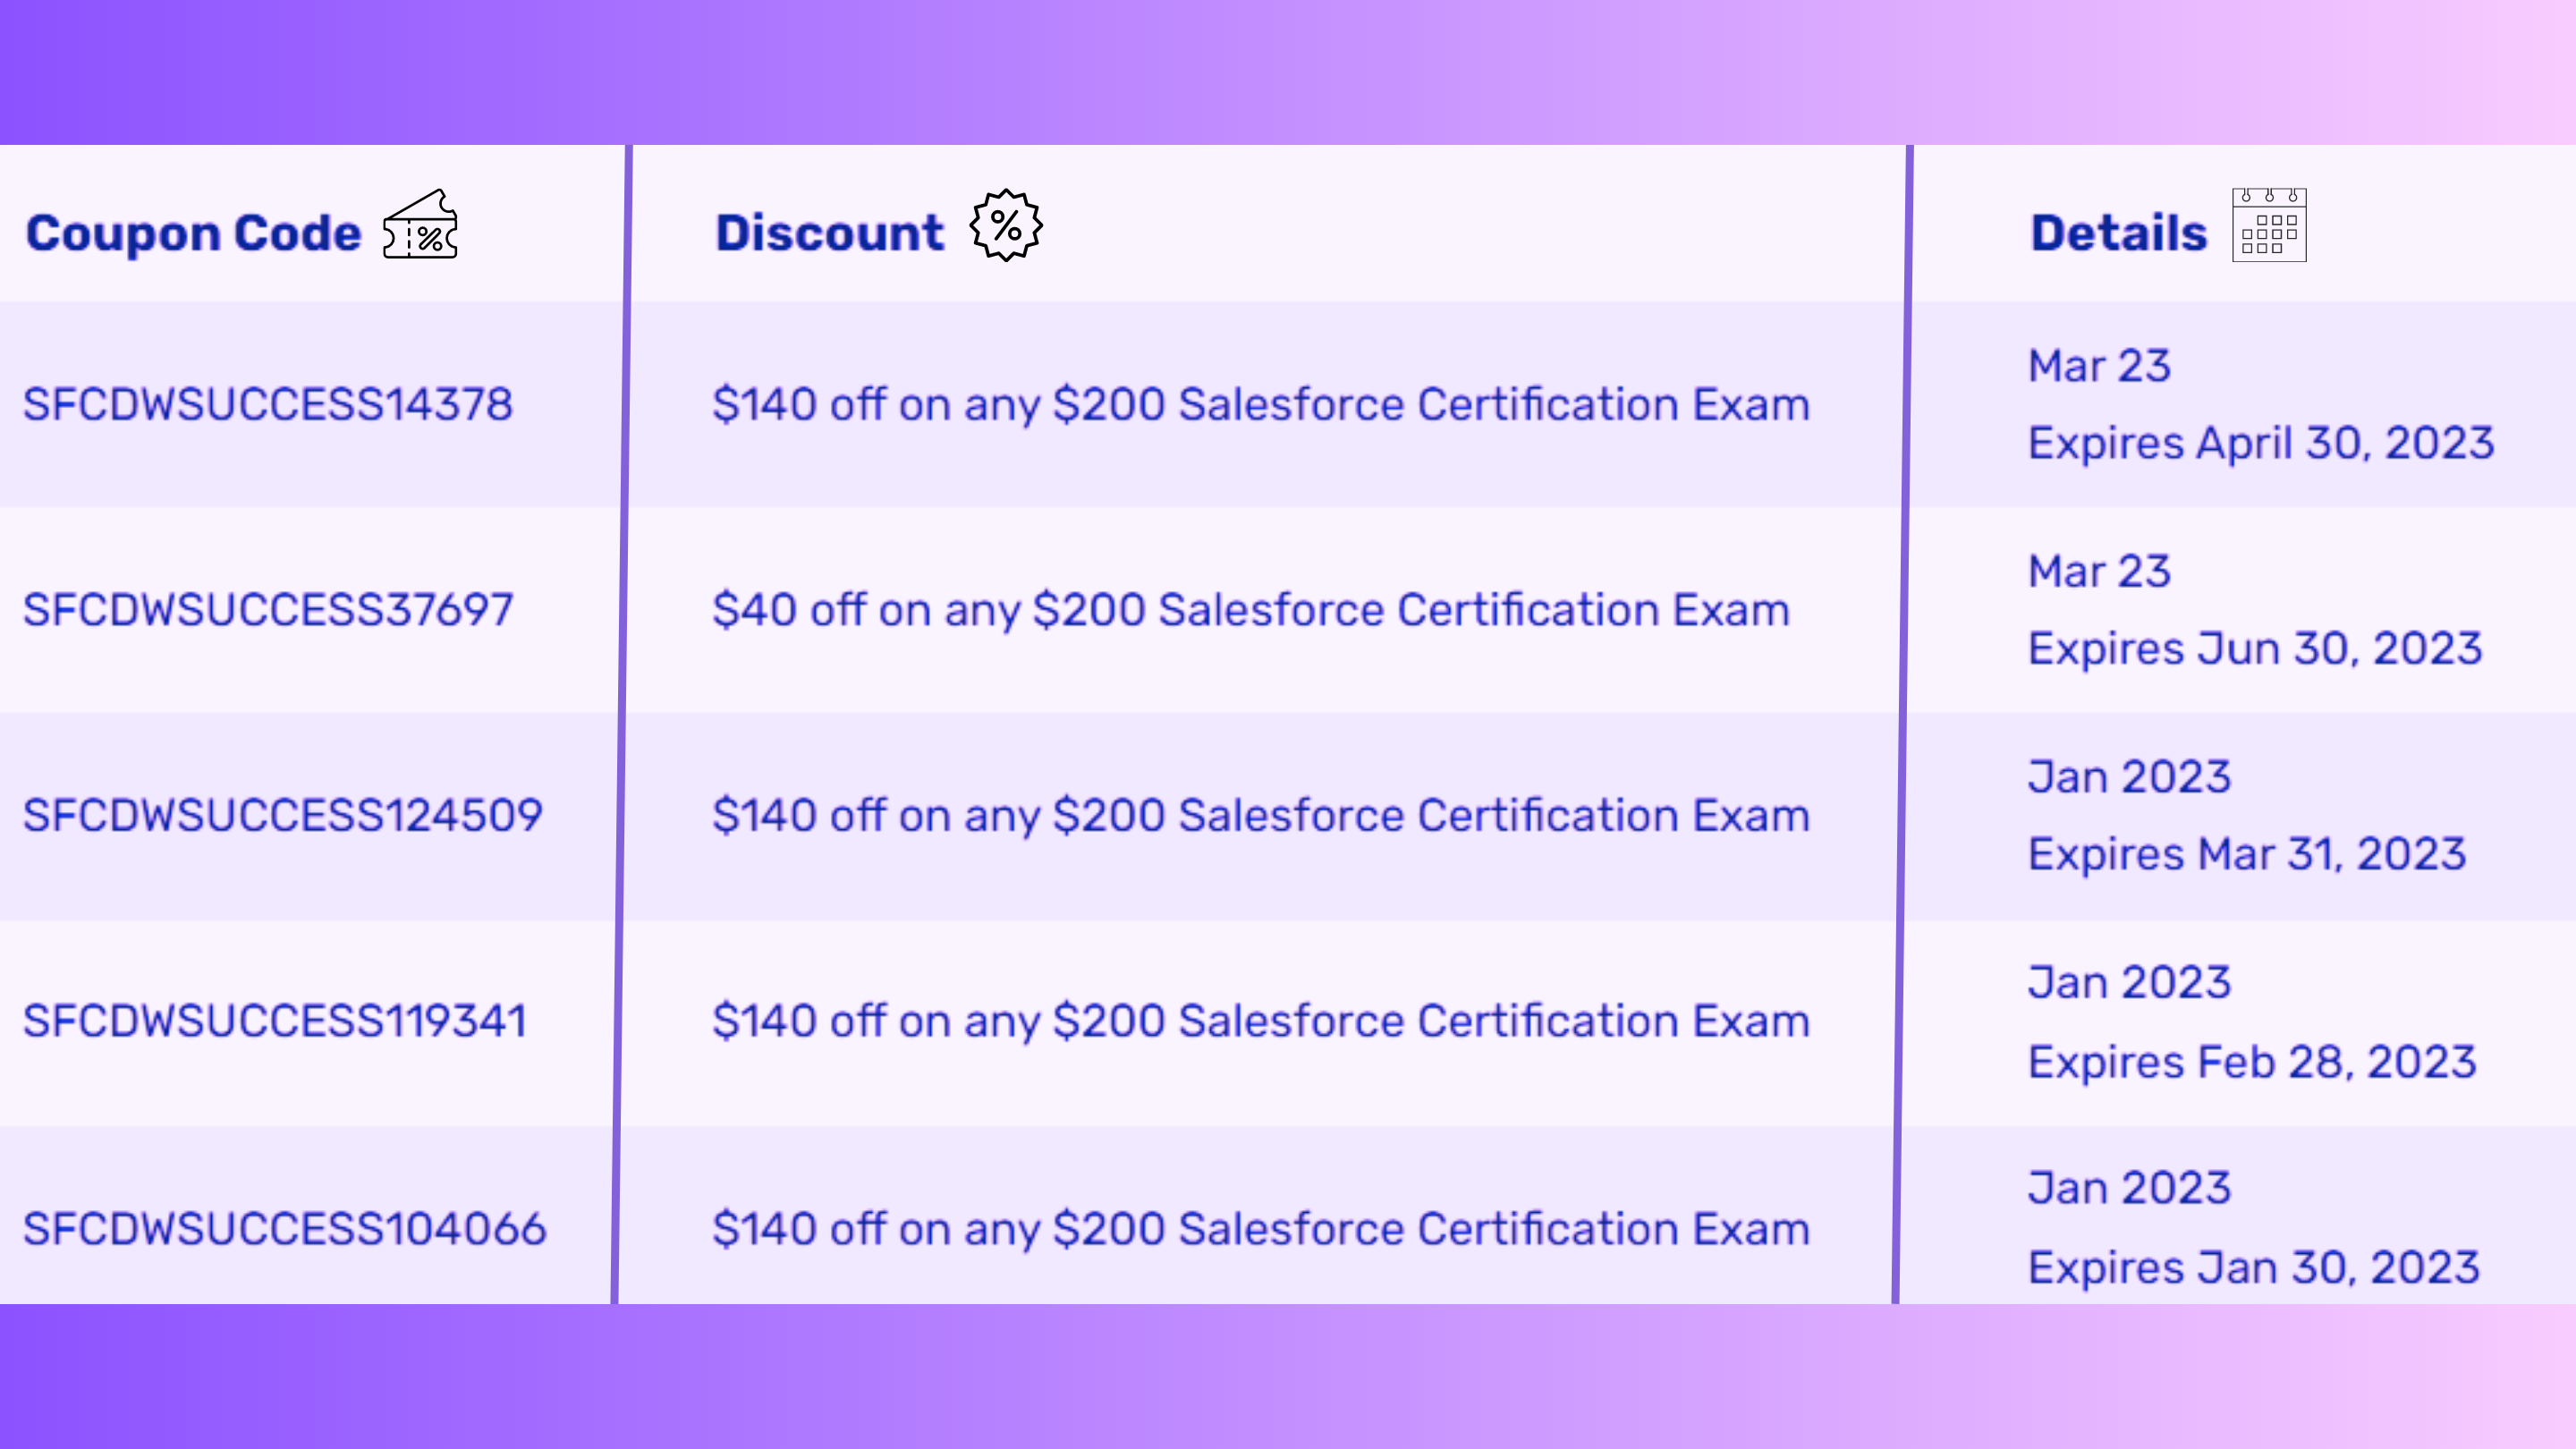 Coupon Code
Discount
Details
SFCDWSUCCESS14378
$140 off on any $200 Salesforce Certification Exam
Mar 23
Expires April 30, 2023
SFCDWSUCCESS37697
$40 off on any $200 Salesforce Certification Exam
Mar 23
Expires Jun 30, 2023
SFCDWSUCCESS124509
$140 off on any $200 Salesforce Certification Exam
Jan 2023
Expires Mar 31, 2023
SFCDWSUCCESS119341
$140 off on any $200 Salesforce Certification Exam
Jan 2023
Expires Feb 28, 2023
SFCDWSUCCESS104066
$140 off on any $200 Salesforce Certification Exam
Jan 2023
Expires Jan 30, 2023